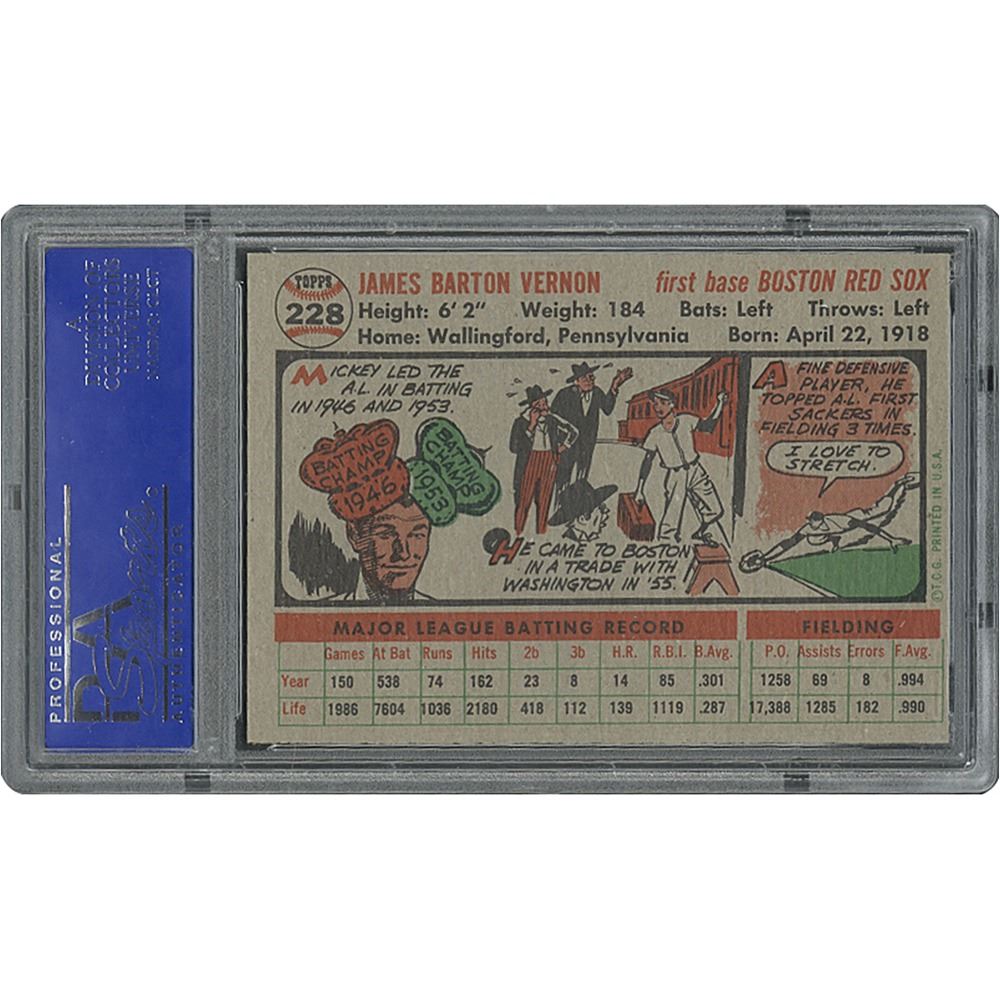 A
DIVISION OF
COLLECTORS
UNIVERSE
NASDAQ: CLCT
PROFESSIONAL
PSA
AUTHENTICATOR
TOPPS
228
JAMES BARTON VERNON first base BOSTON RED SOX
Height: 6' 2" Weight: 184 Bats: Left Throws: Left
Home: Wallingford, Pennsylvania Born: April 22, 1918
MICKEY LED THE
A.L. IN BATTING
IN 1946 AND 1953.
BATTING
CHAMP
1946
BATTING
CHAMP
1953
HE CAME TO BOSTON
IN A TRADE WITH
WASHINGTON IN '55.
A FINE DEFENSIVE
PLAYER, HE
TOPPED A.L. FIRST
SACKERS IN
FIELDING 3 TIMES.
I LOVE TO
STRETCH.
©T.C.G. PRINTED IN U.S.A.
MAJOR LEAGUE BATTING RECORD FIELDING
Games At Bat Runs Hits 2b 3b H.R. R.B.I. B.Avg. P.O. Assists Errors F.Avg.
Year 150 538 74 162 23 8 14 85 .301 1258 69 8 .994
Life 1986 7604 1036 2180 418 112 139 1119 .287 17,388 1285 182 .990